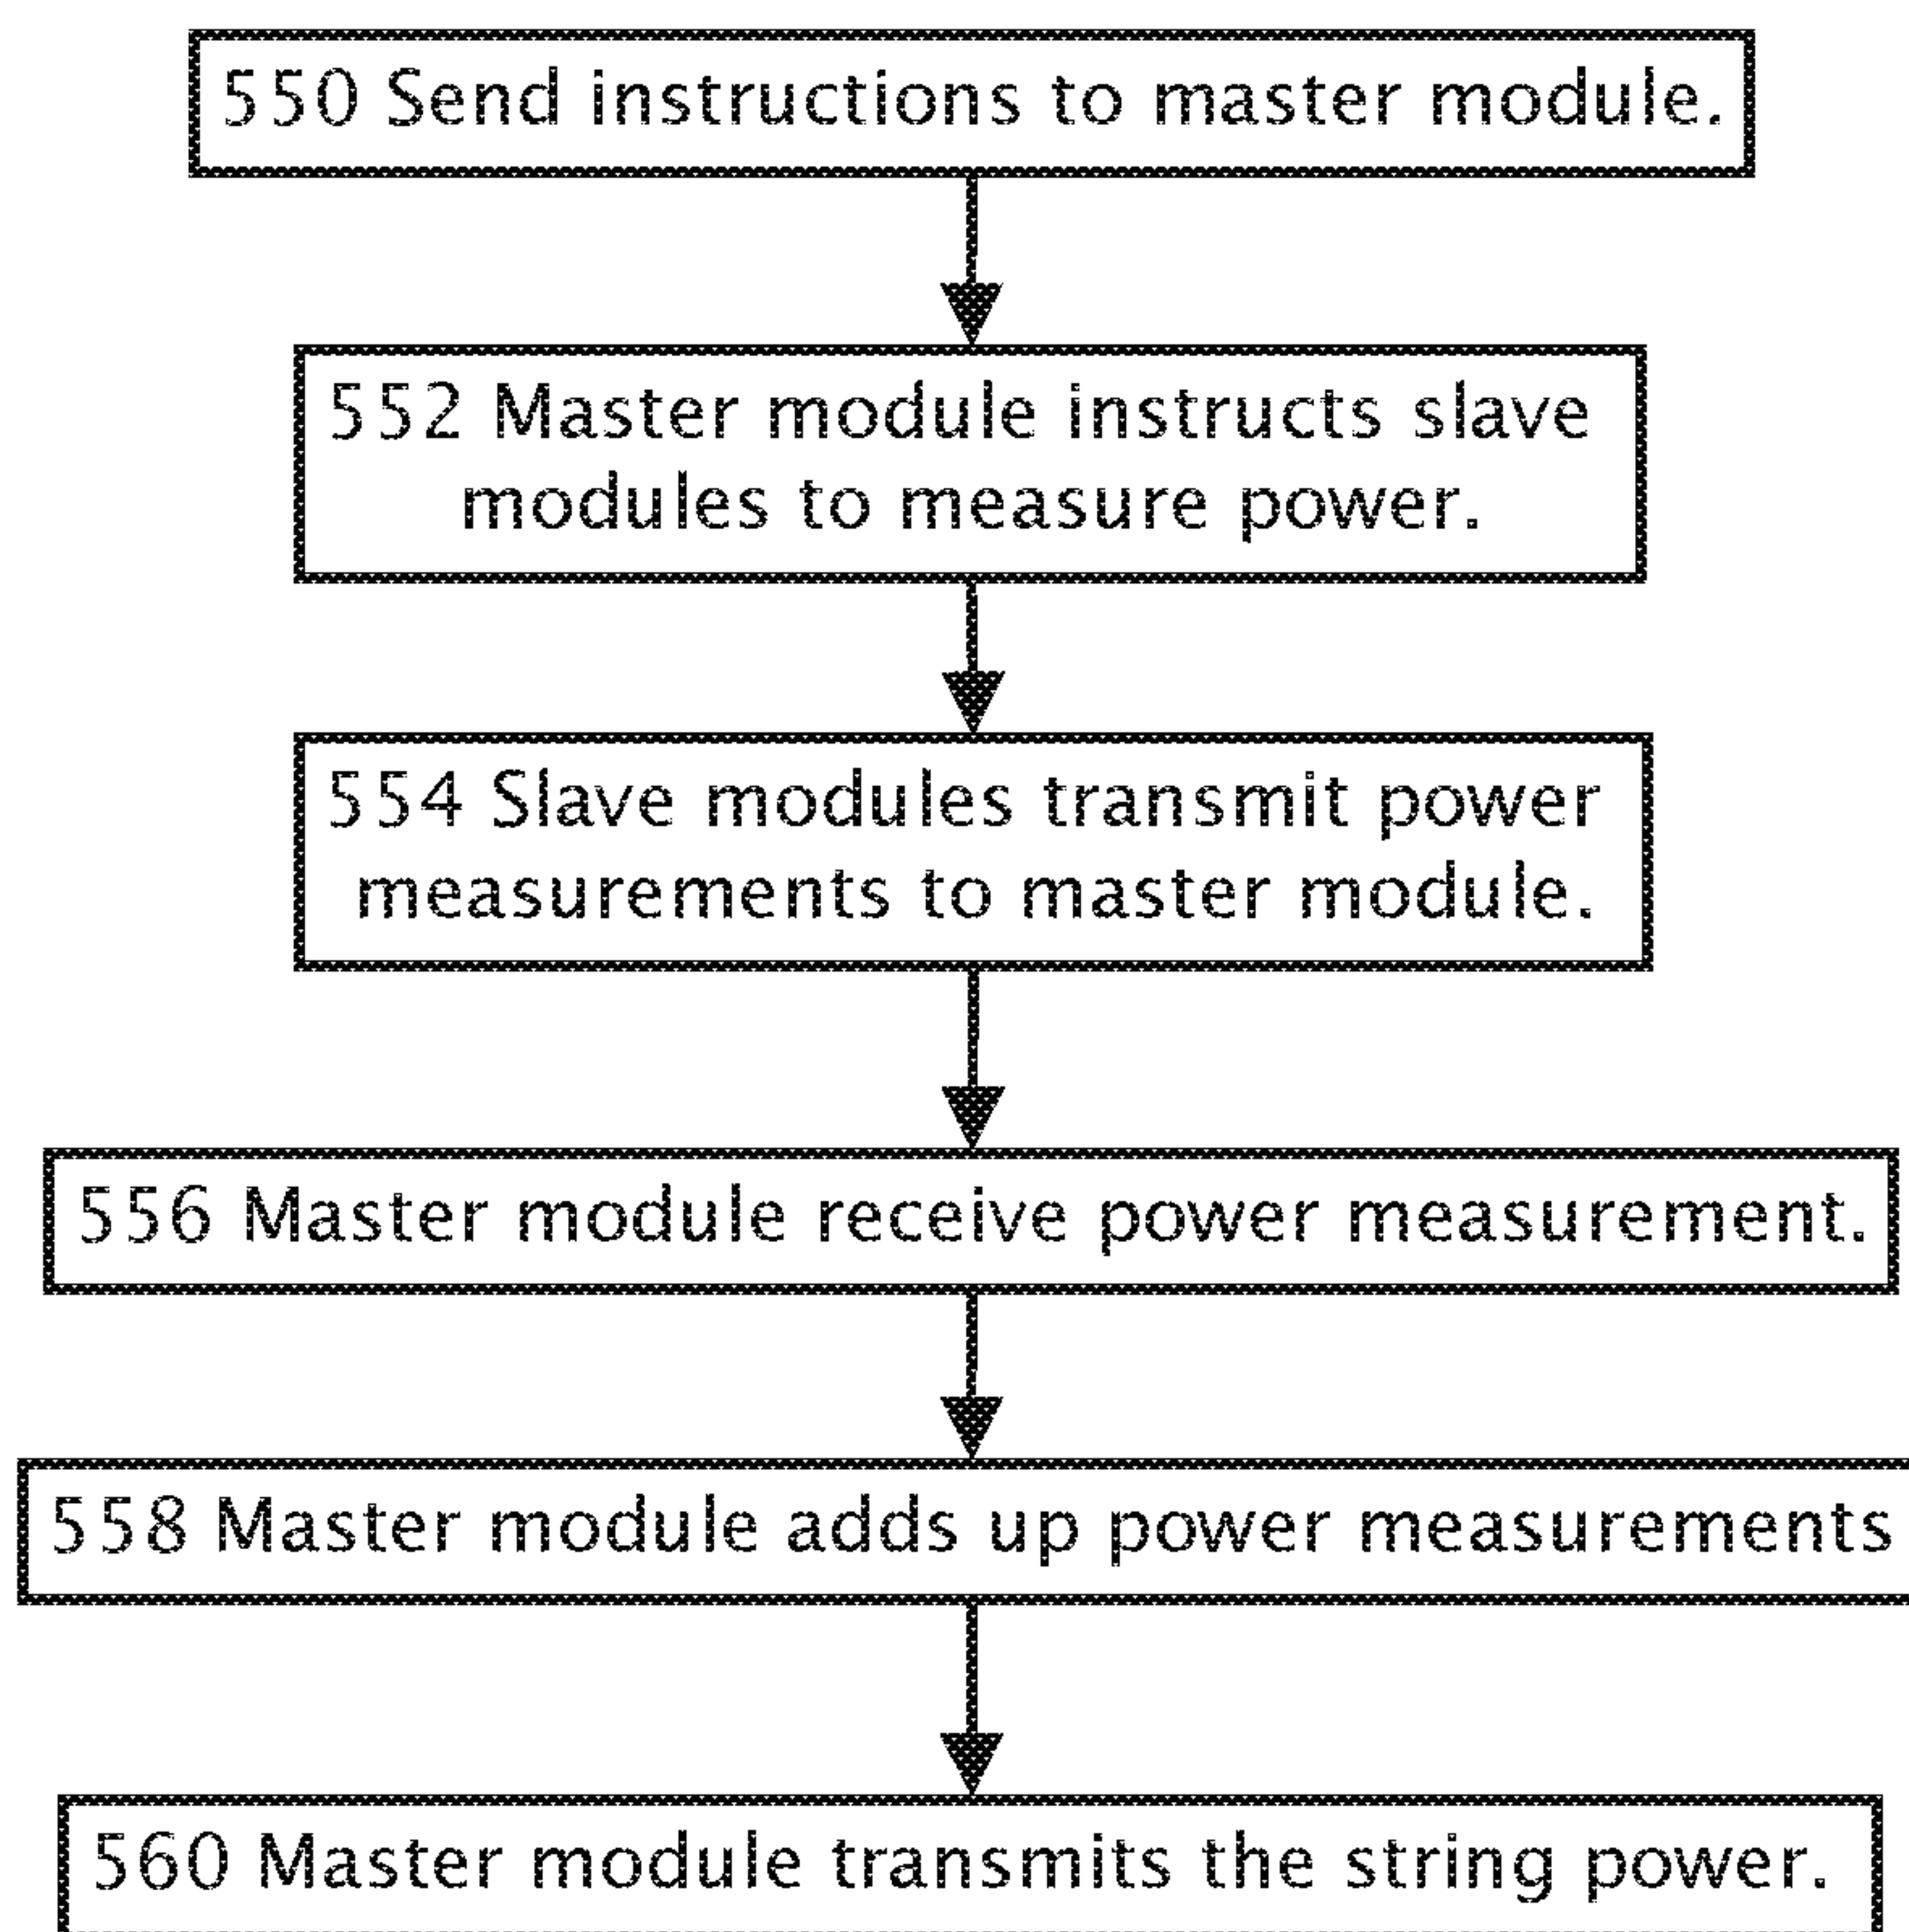 550 Send instructions to master module.
552 Master module instructs slave
modules to measure power.
554 Slave modules transmit power
measurements to master module.
556 Master module receive power measurement.
558 Master module adds up power measurements
560 Master module transmits the string power.